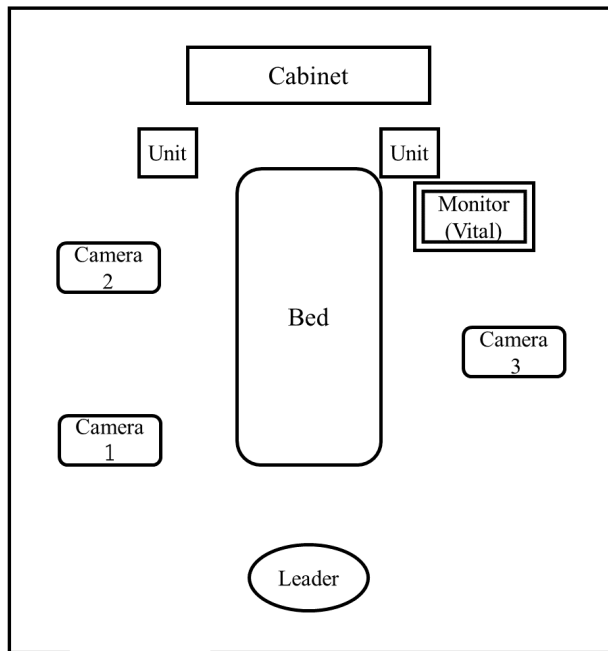 Cabinet
Unit
Unit
Monitor
(Vital)
Camera
2
Bed
Camera
3
Camera
1
Leader